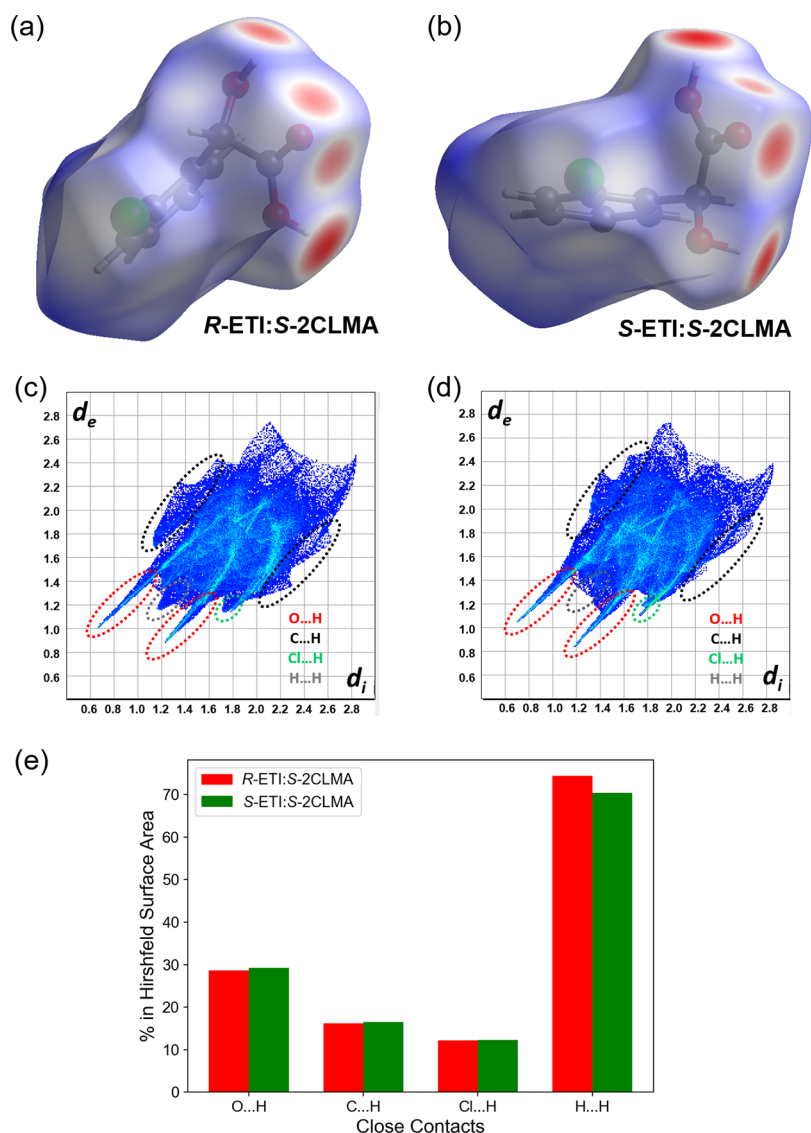 (a)
(b)
R-ETI:S-2CLMA
S-ETI:S-2CLMA
(c)
(d)
de
2.8
2.6
2.4
2.2
2.0
1.8
1.6
1.4
1.2
1.0
0.8
0.6
O...H
C...H
Cl...H
H...H
di
0.6 0.8 1.0 1.2 1.4 1.6 1.8 2.0 2.2 2.4 2.6 2.8
de
2.8
2.6
2.4
2.2
2.0
1.8
1.6
1.4
1.2
1.0
0.8
0.6
O...H
C...H
Cl...H
H...H
di
0.6 0.8 1.0 1.2 1.4 1.6 1.8 2.0 2.2 2.4 2.6 2.8
(e)
R-ETI:S-2CLMA
S-ETI:S-2CLMA
% in Hirshfeld Surface Area
70
60
50
40
30
20
10
0
O...H C...H Cl...H H...H
Close Contacts